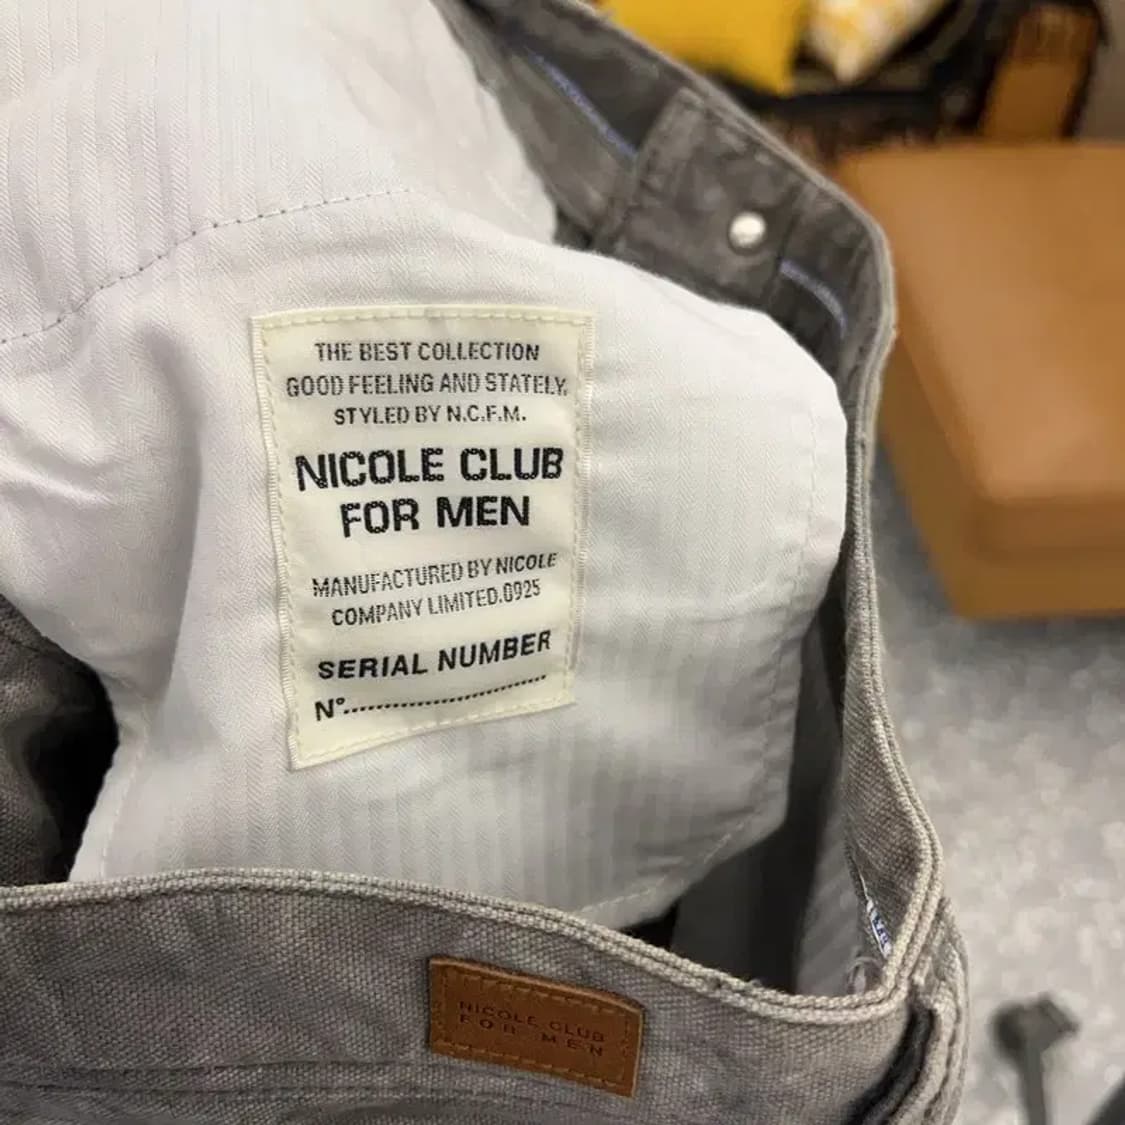 THE BEST COLLECTION
GOOD FEELING AND STATELY.
STYLED BY N.C.F.M.
NICOLE CLUB
FOR MEN
MANUFACTURED BY NICOLE
COMPANY LIMITED.0925
SERIAL NUMBER
N°..............................
NICOLE CLUB
FOR MEN